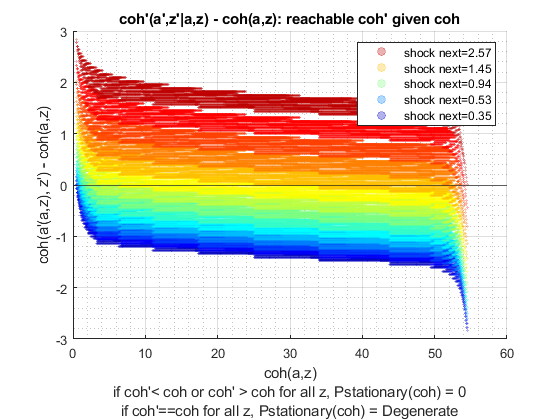 coh'(a',z'|a,z) - coh(a,z): reachable coh' given coh
3
2
1
0
-1
-2
-3
coh(a'(a,z), z') - coh(a,z)
shock next=2.57
shock next=1.45
shock next=0.94
shock next=0.53
shock next=0.35
0 10 20 30 40 50 60
coh(a,z)
if coh'< coh or coh' > coh for all z, Pstationary(coh) = 0
if coh'==coh for all z, Pstationary(coh) = Degenerate